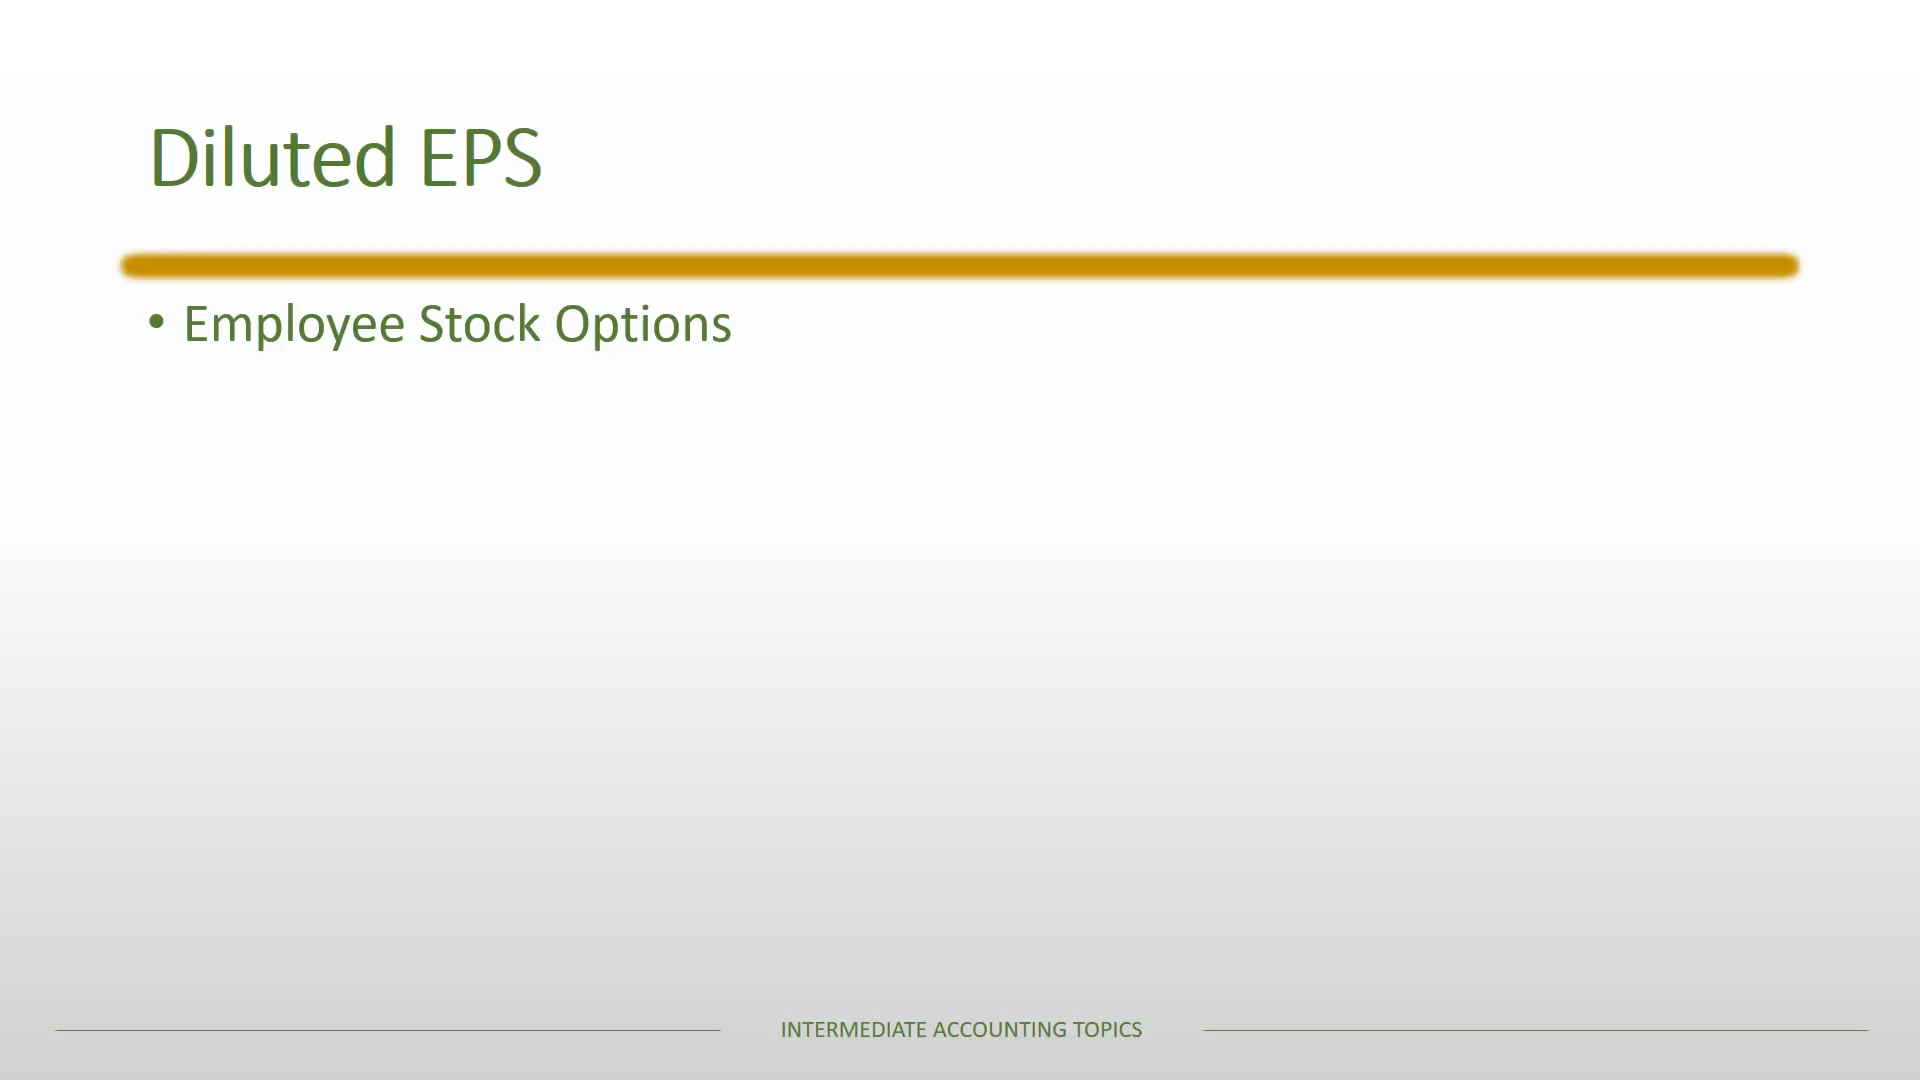 Diluted EPS
• Employee Stock Options
INTERMEDIATE ACCOUNTING TOPICS